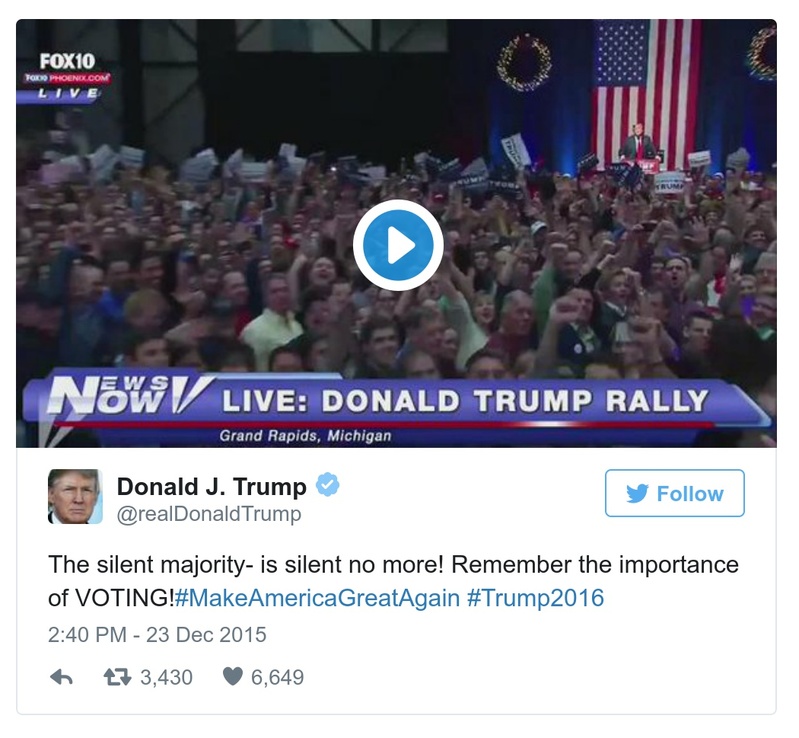 FOX10
FOX10 PHOENIX.COM
LIVE
TRUMP
TRUMP
NEWS
NOW
LIVE: DONALD TRUMP RALLY
Grand Rapids, Michigan
Donald J. Trump
@realDonaldTrump
Follow
The silent majority- is silent no more! Remember the importance
of VOTING!#MakeAmericaGreatAgain #Trump2016
2:40 PM - 23 Dec 2015
3,430 6,649